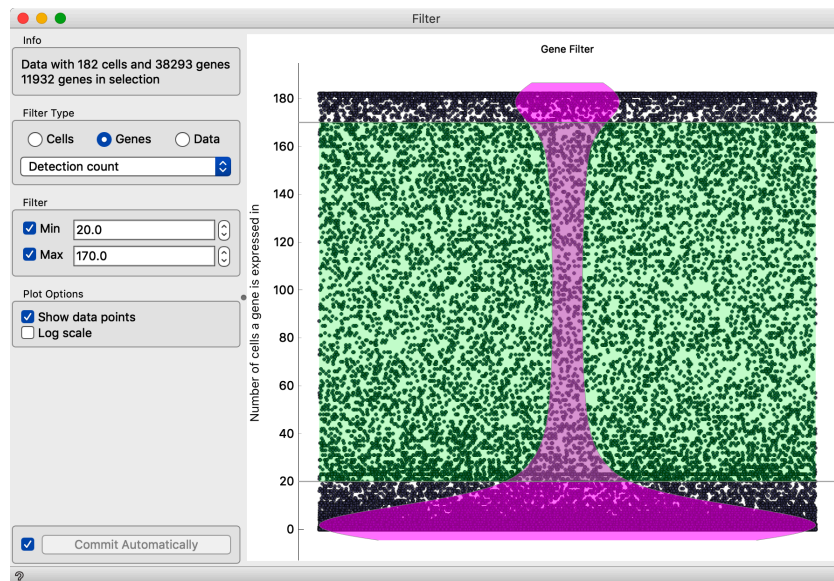 Filter
Info
Data with 182 cells and 38293 genes
11932 genes in selection
Filter Type
Cells
Genes
Data
Detection count
Filter
Min
20.0
Max
170.0
Plot Options
Show data points
Log scale
Commit Automatically
?
Gene Filter
Number of cells a gene is expressed in
180
160
140
120
100
80
60
40
20
0